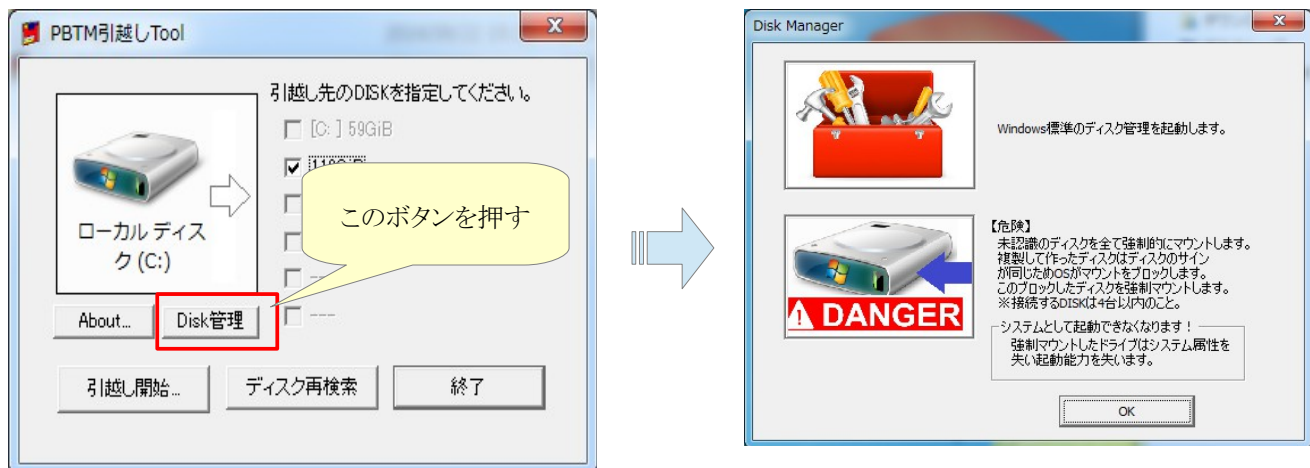 PBTM引越しTool
引越し先のDISKを指定してください。
[C: ] 59GiB
ローカル ディス
ク (C:)
---
About...
Disk管理
引越し開始...
ディスク再検索
終了
このボタンを押す
Disk Manager
Windows標準のディスク管理を起動します。
【危険】
未認識のディスクを全て強制的にマウントします。
複製して作ったディスクはディスクのサイン
が同じためOSがマウントをブロックします。
このブロックしたディスクを強制マウントします。
※接続するDISKは4台以内のこと。
DANGER
システムとして起動できなくなります!
強制マウントしたドライブはシステム属性を
失い起動能力を失います。
OK